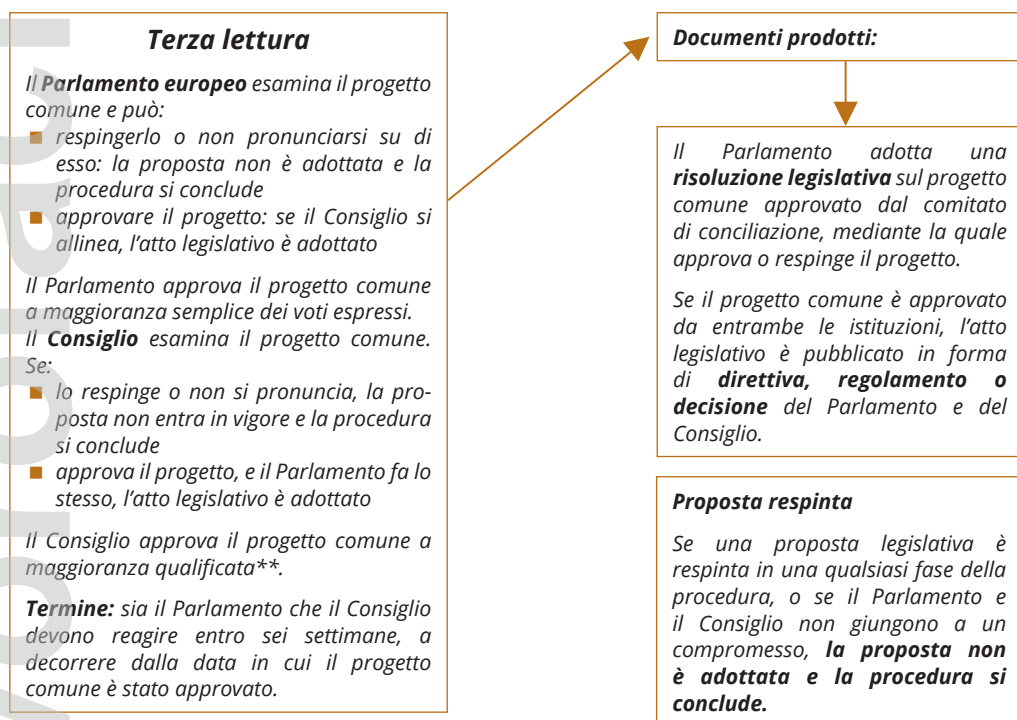 Terza lettura
Il Parlamento europeo esamina il progetto
comune e può:
■ respingerlo o non pronunciarsi su di
esso: la proposta non è adottata e la
procedura si conclude
■ approvare il progetto: se il Consiglio si
allinea, l'atto legislativo è adottato
Il Parlamento approva il progetto comune
a maggioranza semplice dei voti espressi.
Il Consiglio esamina il progetto comune.
Se:
■ lo respinge o non si pronuncia, la pro-
posta non entra in vigore e la procedura
si conclude
■ approva il progetto, e il Parlamento fa lo
stesso, l'atto legislativo è adottato
Il Consiglio approva il progetto comune a
maggioranza qualificata**.
Termine: sia il Parlamento che il Consiglio
devono reagire entro sei settimane, a
decorrere dalla data in cui il progetto
comune è stato approvato.
Documenti prodotti:
Il Parlamento adotta una
risoluzione legislativa sul progetto
comune approvato dal comitato
di conciliazione, mediante la quale
approva o respinge il progetto.
Se il progetto comune è approvato
da entrambe le istituzioni, l'atto
legislativo è pubblicato in forma
di direttiva, regolamento o
decisione del Parlamento e del
Consiglio.
Proposta respinta
Se una proposta legislativa è
respinta in una qualsiasi fase della
procedura, o se il Parlamento e
il Consiglio non giungono a un
compromesso, la proposta non
è adottata e la procedura si
conclude.